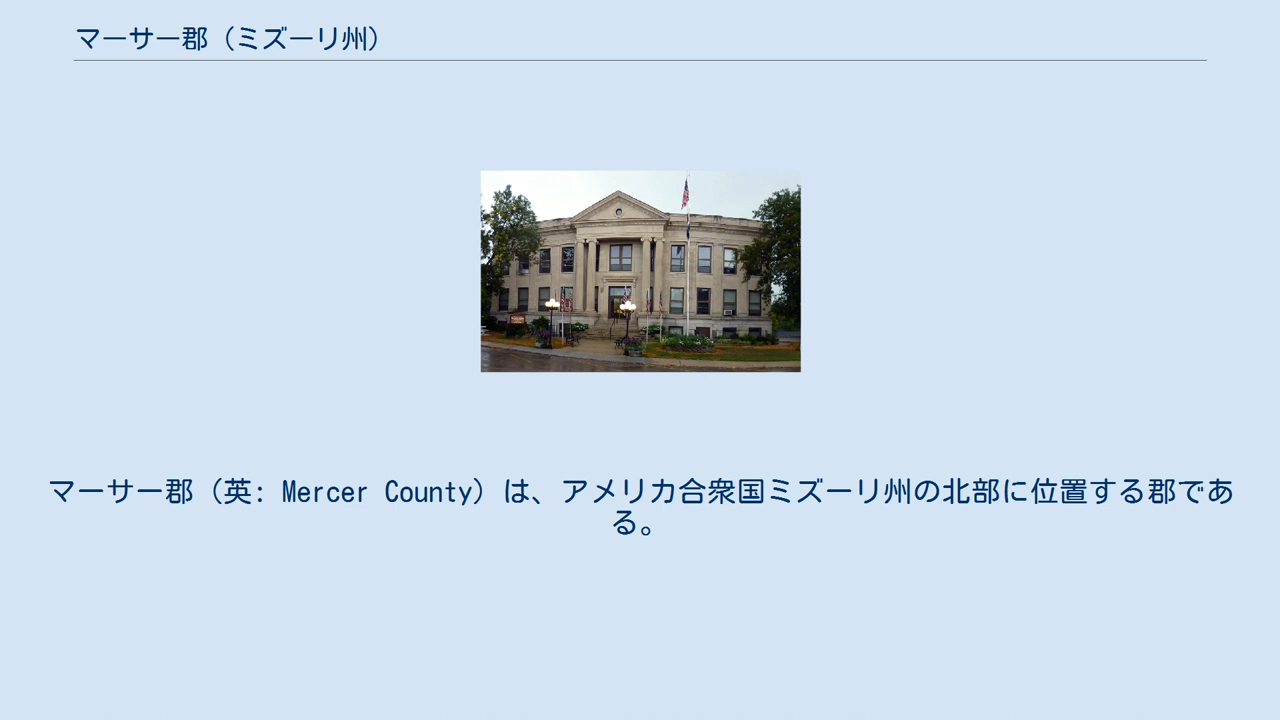 マーサー郡（ミズーリ州）
マーサー郡（英: Mercer County）は、アメリカ合衆国ミズーリ州の北部に位置する郡であ
る。